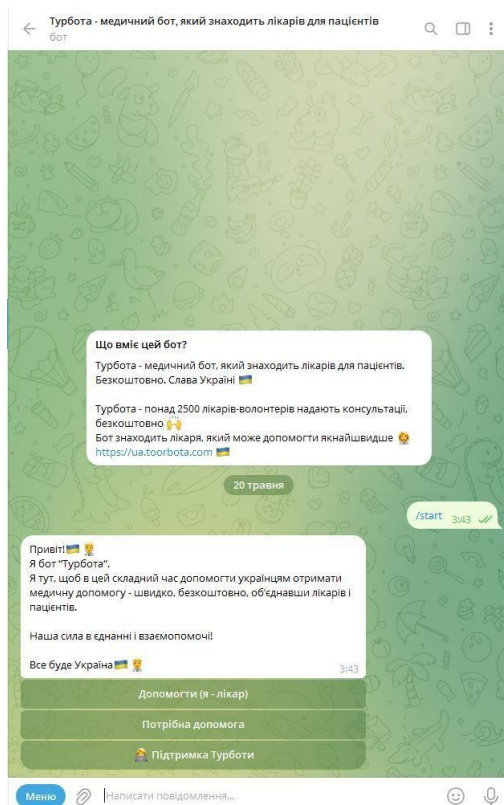 Турбота - медичний бот, який знаходить лікарів для пацієнтів
бот
Що вміє цей бот?
Турбота - медичний бот, який знаходить лікарів для пацієнтів.
Безкоштовно. Слава Україні 🇺🇦
Турбота - понад 2500 лікарів-волонтерів надають консультації,
безкоштовно 🙌
Бот знаходить лікаря, який може допомогти якнайшвидше
https://ua.toorbota.com 🇺🇦
20 травня
/start 3:43
Привіт!🇺🇦
Я бот “Турбота”.
Я тут, щоб в цей складний час допомогти українцям отримати
медичну допомогу - швидко, безкоштовно, об’єднавши лікарів і
пацієнтів.
Наша сила в єднанні і взаємопомочі!
Все буде Україна🇺🇦
3:43
Допомогти (я - лікар)
Потрібна допомога
Підтримка Турботи
Меню
Написати повідомлення...